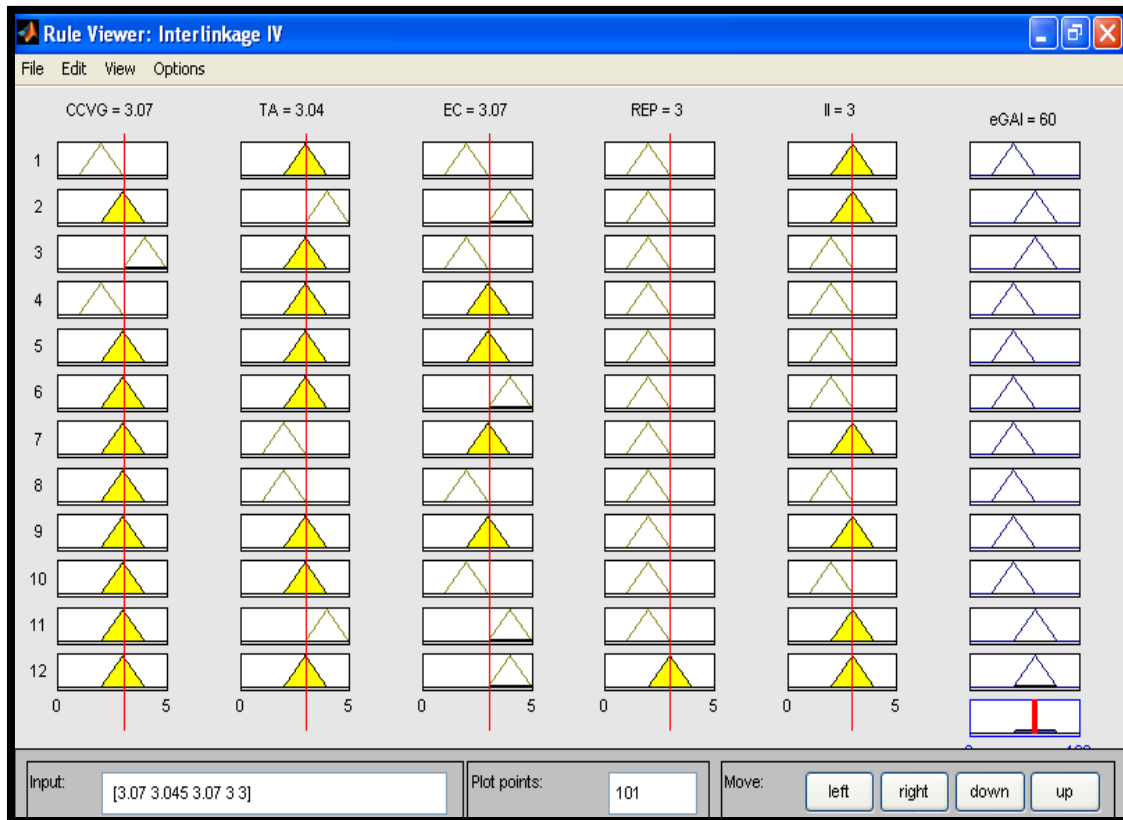 Rule Viewer: Interlinkage IV
File Edit View Options
CCVG = 3.07 TA = 3.04 EC = 3.07 REP = 3 II = 3 eGAI = 60
1
2
3
4
5
6
7
8
9
10
11
12
0 5 0 5 0 5 0 5 0 5
Input: [3.07 3.045 3.07 3 3] Plot points: 101 Move: left right down up